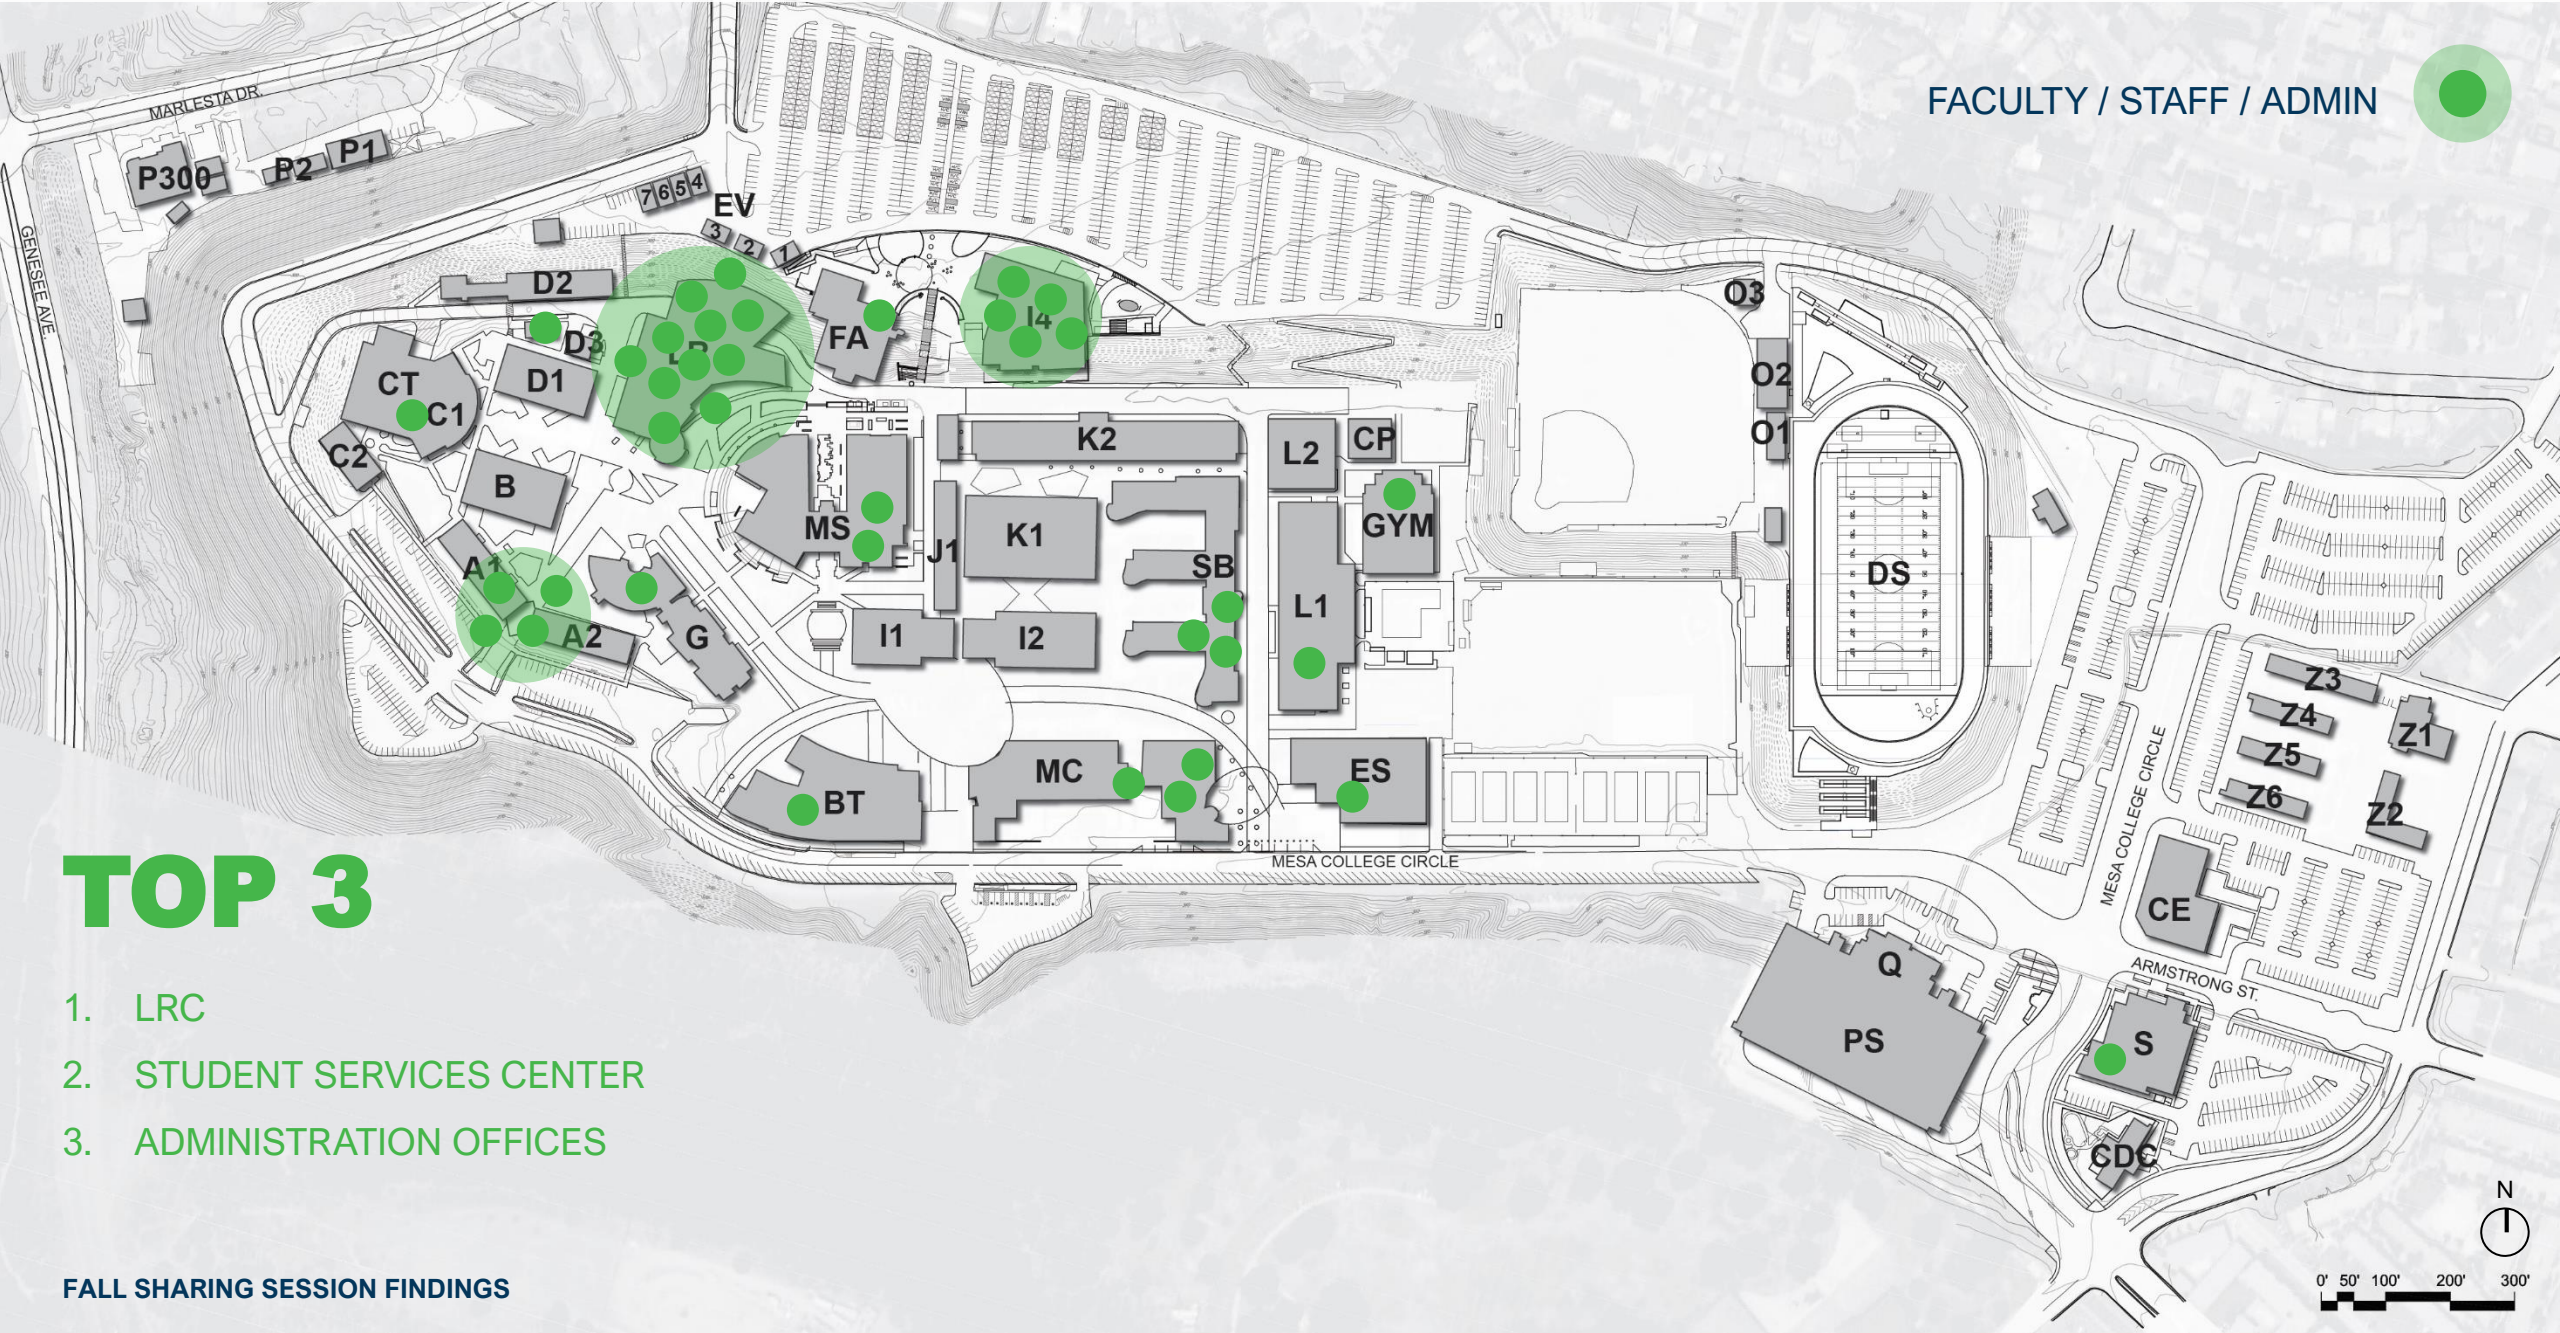 MARLESTA DR.
FACULTY / STAFF / ADMIN
P300
P2
P1
7 6 5 4
EV
3
2
1
GENESEE AVE.
D2
D3
D1
FA
I4
O3
O2
O1
CT
C1
C2
B
K2
L2
CP
GYM
MS
J1
K1
SB
L1
DS
A1
A2
G
I1
I2
MC
BT
ES
Z3
Z4
Z5
Z6
Z1
Z2
MESA COLLEGE CIRCLE
MESA COLLEGE CIRCLE
CE
ARMSTRONG ST.
Q
PS
S
CDC
TOP 3
1. LRC
2. STUDENT SERVICES CENTER
3. ADMINISTRATION OFFICES
FALL SHARING SESSION FINDINGS
N
0' 50' 100' 200' 300'